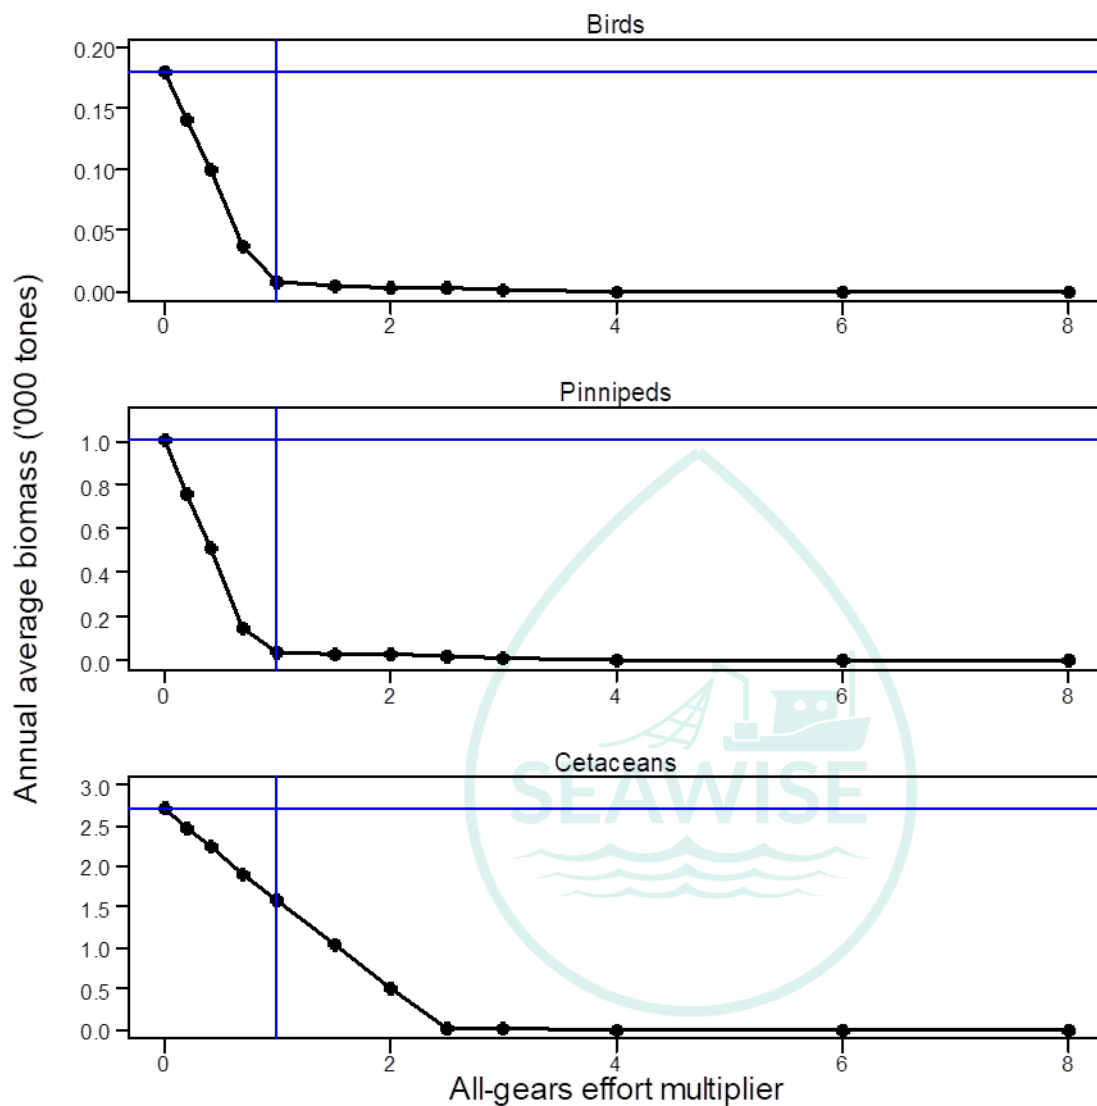 Birds
0.20
0.15
0.10
0.05
0.00
0 2 4 6 8
Pinnipeds
1.0
0.8
0.6
0.4
0.2
0.0
0 2 4 6 8
Cetaceans
3.0
2.5
2.0
1.5
1.0
0.5
0.0
0 2 4 6 8
Annual average biomass ('000 tones)
All-gears effort multiplier
SEAWISE